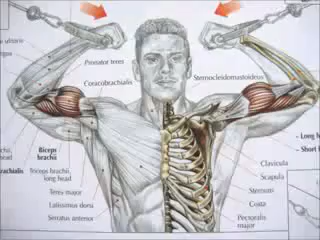 Pronator teres
Coracobrachialis
Sternocleidomastoideus
Biceps
brachii
Triceps brachii,
long head
Teres major
Latissimus dorsi
Serratus anterior
Clavicula
Scapula
Sternum
Costa
Pectoralis
major
- Long h
- Short h
head